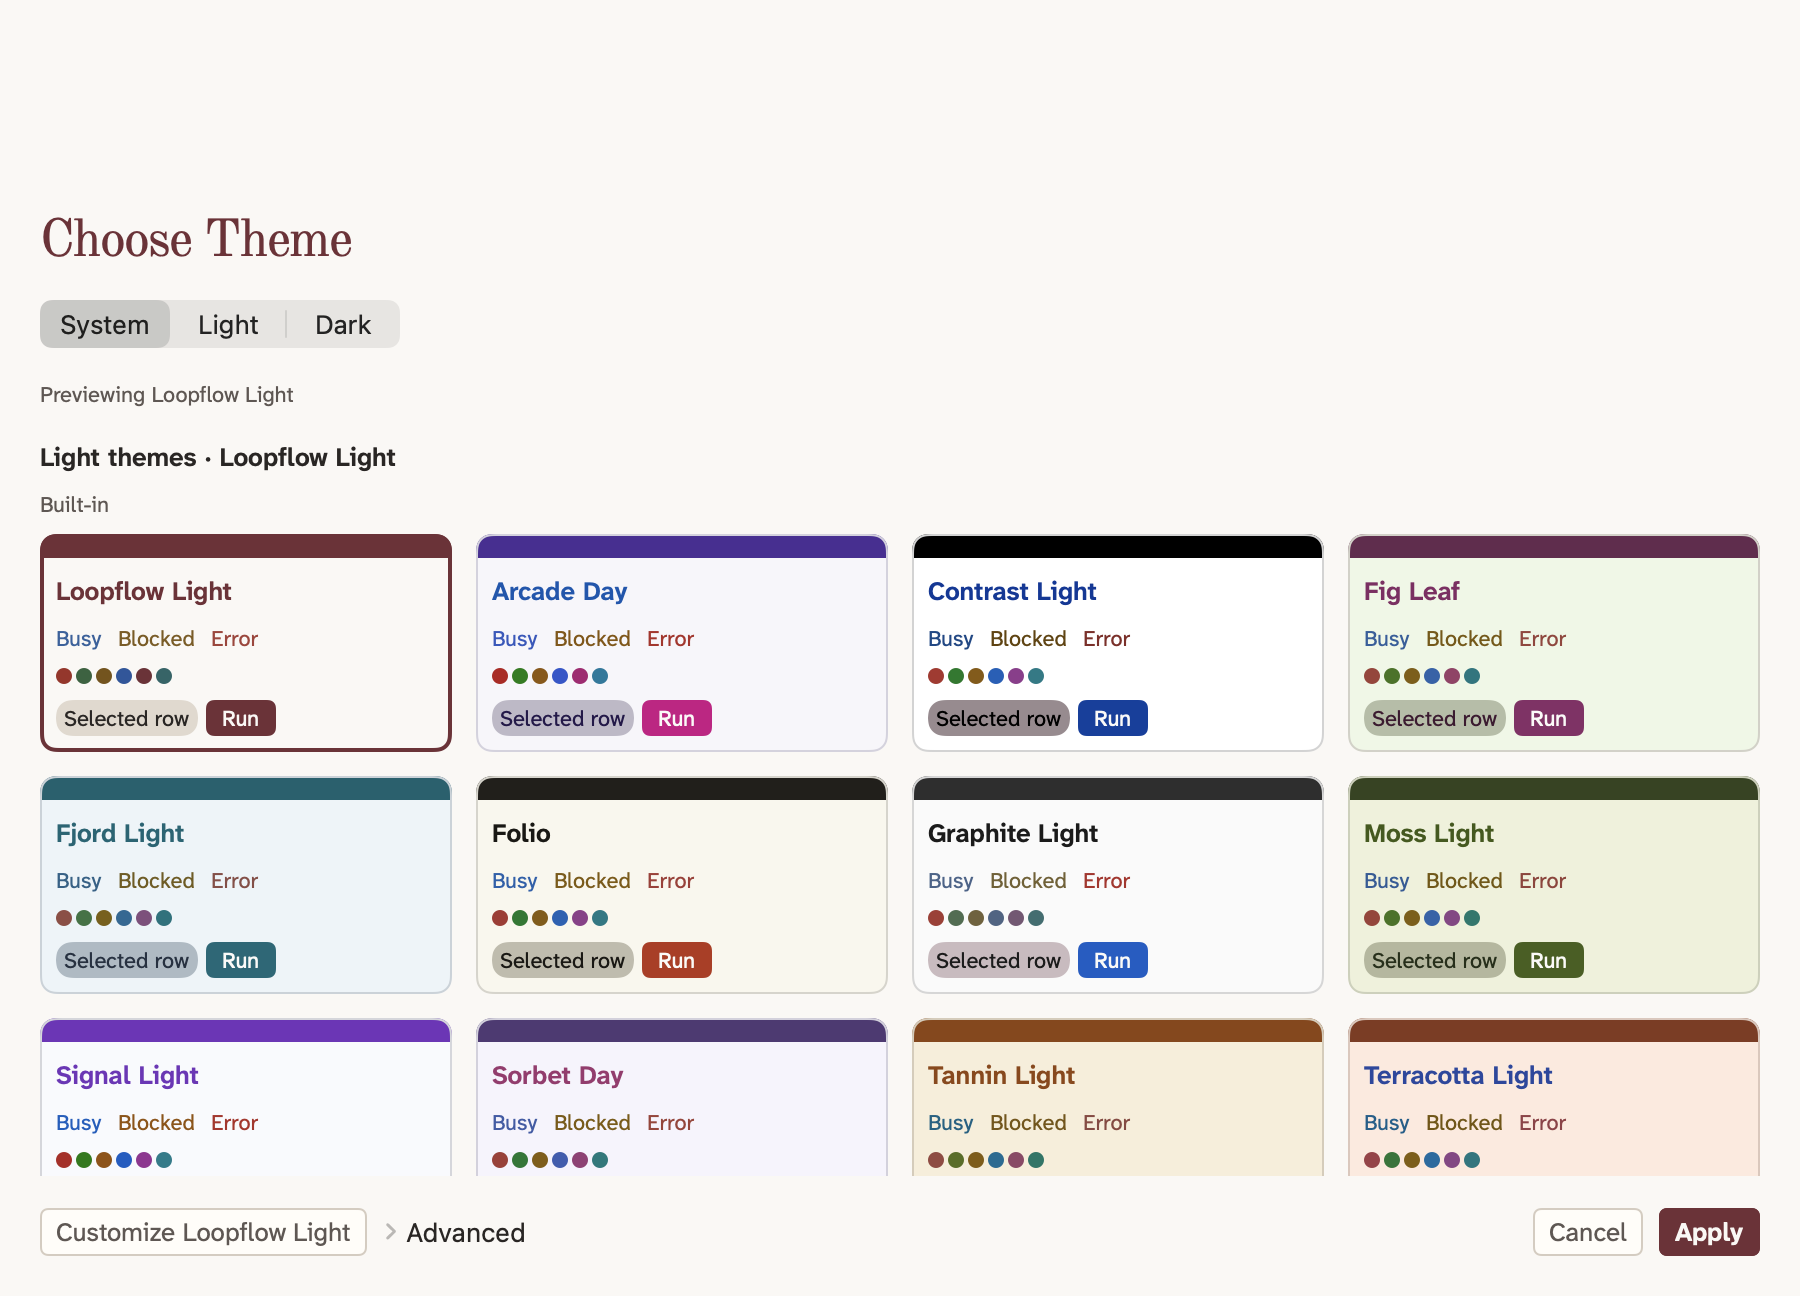 Choose Theme
System Light Dark
Previewing Loopflow Light
Light themes · Loopflow Light
Built-in
Loopflow Light
Busy Blocked Error
Selected row Run
Arcade Day
Busy Blocked Error
Selected row Run
Contrast Light
Busy Blocked Error
Selected row Run
Fig Leaf
Busy Blocked Error
Selected row Run
Fjord Light
Busy Blocked Error
Selected row Run
Folio
Busy Blocked Error
Selected row Run
Graphite Light
Busy Blocked Error
Selected row Run
Moss Light
Busy Blocked Error
Selected row Run
Signal Light
Busy Blocked Error
Sorbet Day
Busy Blocked Error
Tannin Light
Busy Blocked Error
Terracotta Light
Busy Blocked Error
Customize Loopflow Light
Advanced
Cancel
Apply